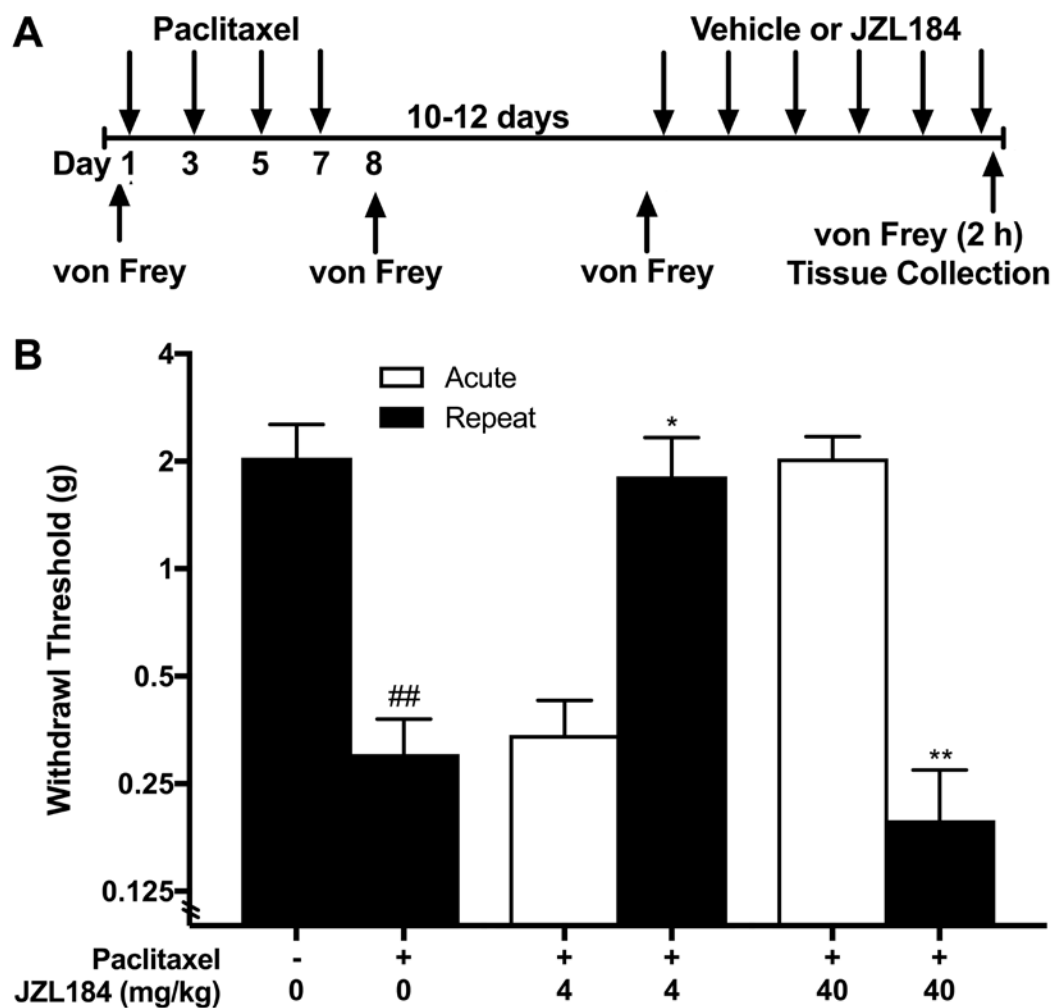 A
Paclitaxel Vehicle or JZL184
10-12 days
Day 1 3 5 7 8
von Frey von Frey von Frey von Frey (2 h)
Tissue Collection
B
Acute
Repeat
Withdrawl Threshold (g)
4
2
1
0.5
0.25
0.125
##
*
**
Paclitaxel - + + + + +
JZL184 (mg/kg) 0 0 4 4 40 40